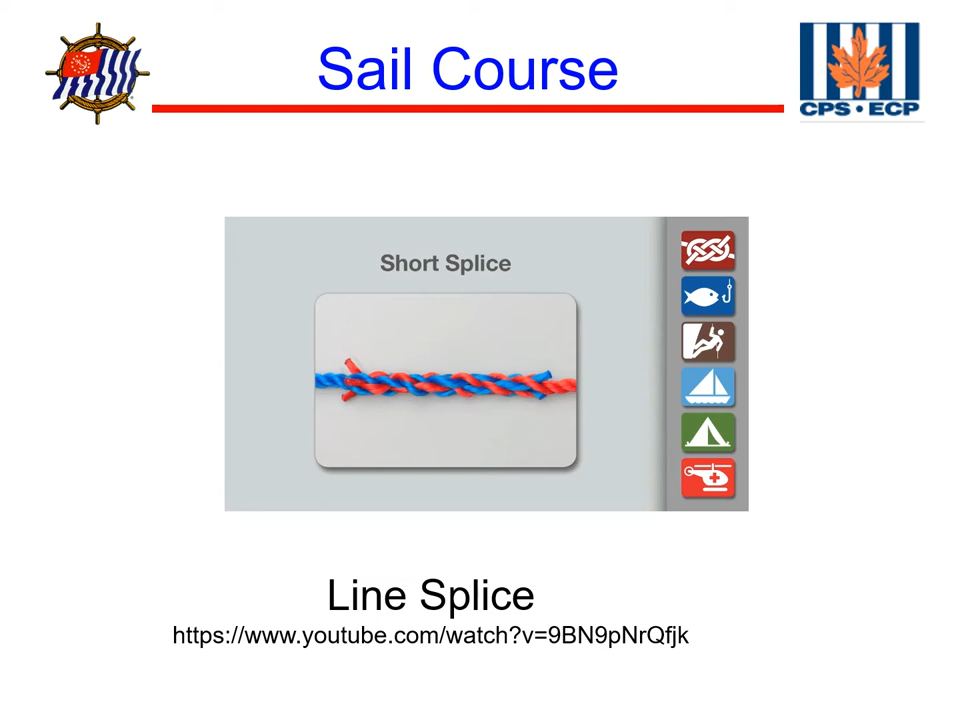 Sail Course
CPS • ECP
Short Splice
Line Splice
https://www.youtube.com/watch?v=9BN9pNrQfjk